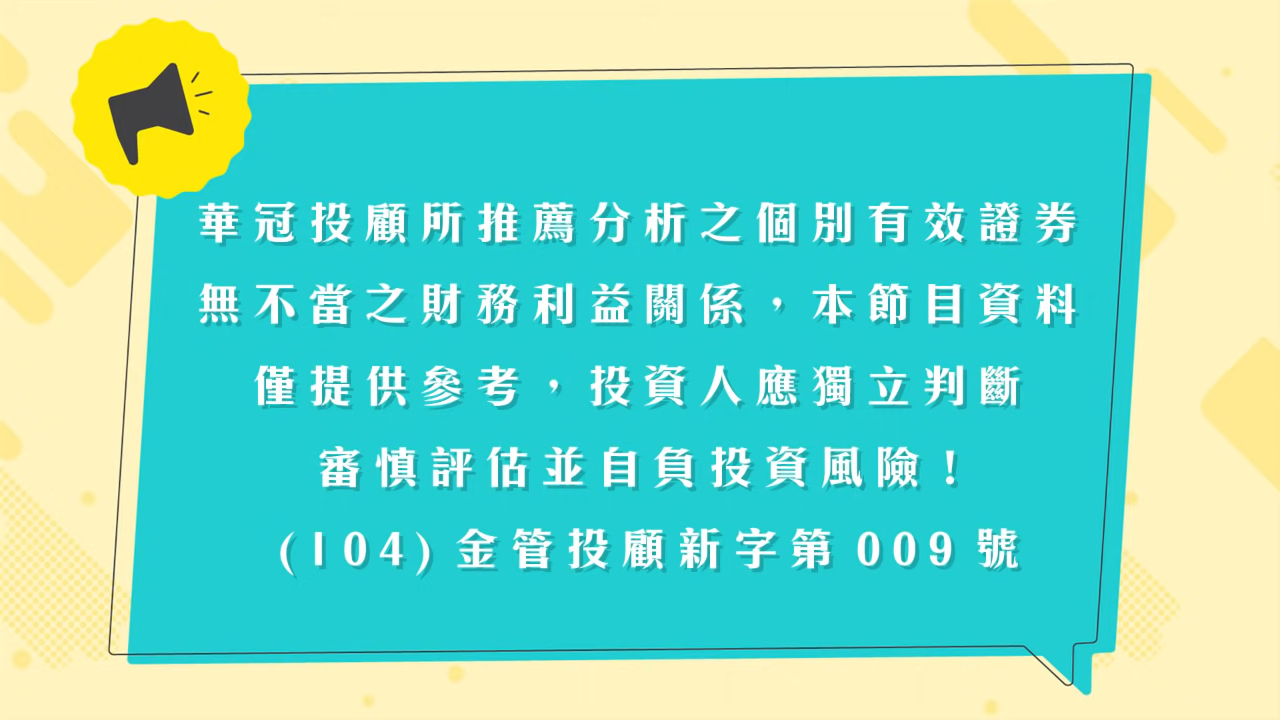 華冠投顧所推薦分析之個別有效證券
無不當之財務利益關係，本節目資料
僅提供參考，投資人應獨立判斷
審慎評估並自負投資風險！
(104) 金管投顧新字第 009 號